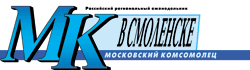 Российский региональный еженедельник
МК В СМОЛЕНСКЕ
МОСКОВСКИЙ КОМСОМОЛЕЦ